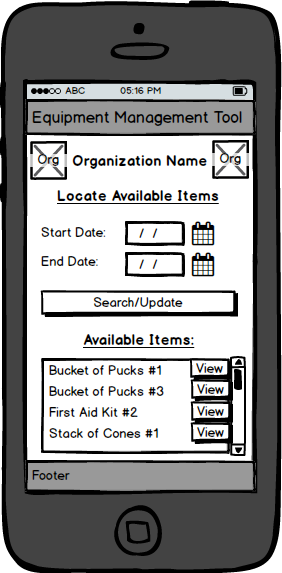 ABC 05:16 PM
Equipment Management Tool
Org Organization Name Org
Locate Available Items
Start Date: / /
End Date: / /
Search/Update
Available Items:
Bucket of Pucks #1 View
Bucket of Pucks #3 View
First Aid Kit #2 View
Stack of Cones #1 View
Footer